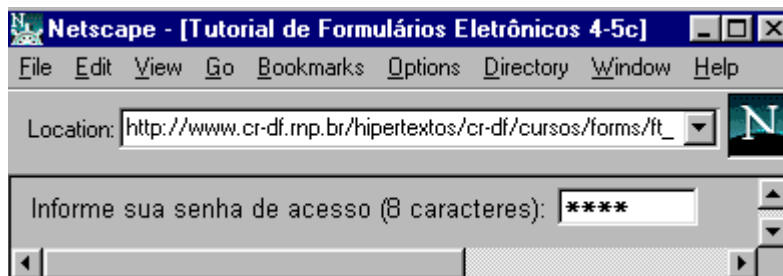 Netscape - [Tutorial de Formulários Eletrônicos 4-5c]
File Edit View Go Bookmarks Options Directory Window Help
Location: http://www.cr-df.rnp.br/hipertextos/cr-df/cursos/forms/ft_
N
Informe sua senha de acesso (8 caracteres): ****